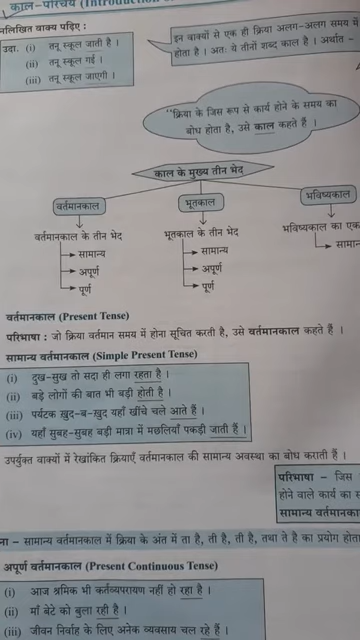 काल-परिचय (Introduction
नलिखित वाक्य पढ़िए :
उदा. (i) तनू स्कूल जाती है ।
(ii) तनू स्कूल गई ।
(iii) तनू स्कूल जाएगी ।
इन वाक्यों से एक ही क्रिया अलग-अलग समय में
होता है । अतः ये तीनों शब्द काल है । अर्थात -
"क्रिया के जिस रूप से कार्य होने के समय का
बोध होता है, उसे काल कहते हैं ।
काल के मुख्य तीन भेद
वर्तमानकाल भूतकाल भविष्यकाल
वर्तमानकाल के तीन भेद भूतकाल के तीन भेद भविष्यकाल का एक
सामान्य सामान्य सामान
अपूर्ण अपूर्ण
पूर्ण पूर्ण
वर्तमानकाल (Present Tense)
परिभाषा : जो क्रिया वर्तमान समय में होना सूचित करती है, उसे वर्तमानकाल कहते हैं ।
सामान्य वर्तमानकाल (Simple Present Tense)
(i) दुख-सुख तो सदा ही लगा रहता है ।
(ii) बड़े लोगों की बात भी बड़ी होती है ।
(iii) पर्यटक ख़ुद-ब-ख़ुद यहाँ खींचे चले आते हैं ।
(iv) यहाँ सुबह-सुबह बड़ी मात्रा में मछलियाँ पकड़ी जाती हैं ।
उपर्युक्त वाक्यों में रेखांकित क्रियाएँ वर्तमानकाल की सामान्य अवस्था का बोध कराती हैं ।
परिभाषा – जिस
होने वाले कार्य का
सामान्य वर्तमानका
ना – सामान्य वर्तमानकाल में क्रिया के अंत में ता है, ती है, ती हैं, तथा ते हैं का प्रयोग होता
अपूर्ण वर्तमानकाल (Present Continuous Tense)
(i) आज श्रमिक भी कर्तव्यपरायण नहीं हो रहा है ।
(ii) माँ बेटे को बुला रही है ।
(iii) जीवन निर्वाह के लिए अनेक व्यवसाय चल रहे हैं ।